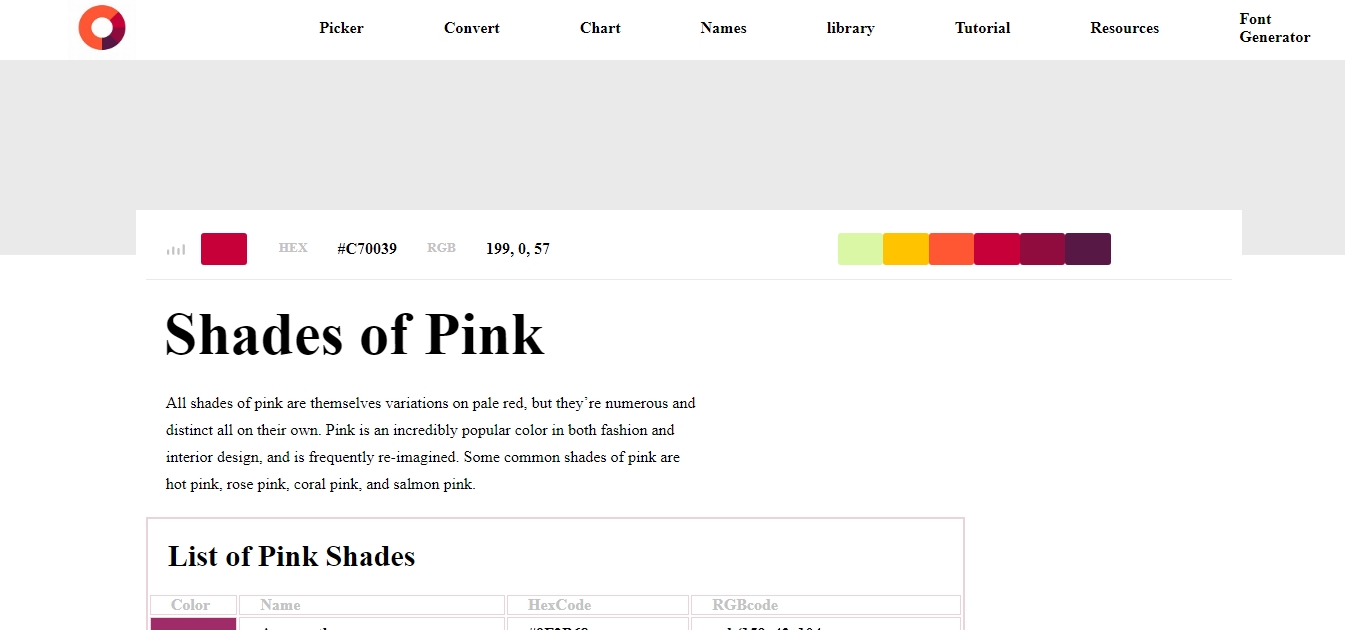 Picker Convert Chart Names library Tutorial Resources Font
Generator
HEX #C70039 RGB 199, 0, 57
Shades of Pink
All shades of pink are themselves variations on pale red, but they’re numerous and
distinct all on their own. Pink is an incredibly popular color in both fashion and
interior design, and is frequently re-imagined. Some common shades of pink are
hot pink, rose pink, coral pink, and salmon pink.
List of Pink Shades
Color Name HexCode RGBcode